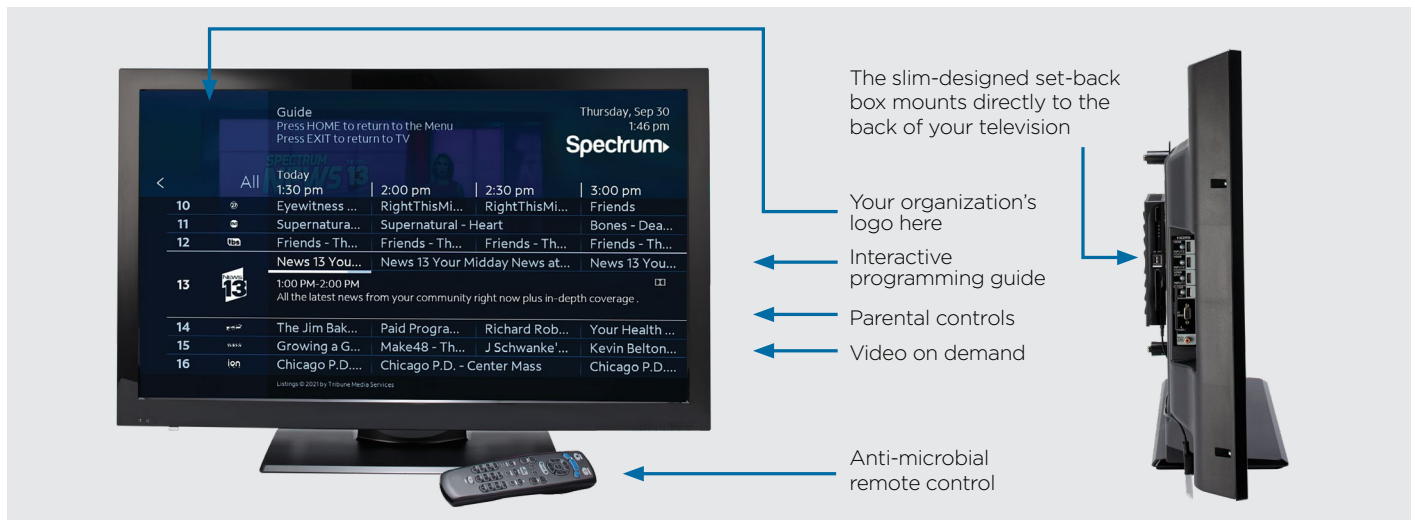 Guide
Press HOME to return to the Menu
Press EXIT to return to TV
Thursday, Sep 30
1:46 pm
Spectrum
SPECTRUM
NEWS 13
< All
Today
1:30 pm 2:00 pm 2:30 pm 3:00 pm
10 Eyewitness ... RightThisMi... RightThisMi... Friends
11 Supernatura... Supernatural - Heart Bones - Dea...
12 tbs Friends - Th... Friends - Th... Friends - Th... Friends - Th...
News 13 You... News 13 Your Midday News at... News 13 You...
13 NEWS 13 1:00 PM-2:00 PM
All the latest news from your community right now plus in-depth coverage .
14 The Jim Bak... Paid Progra... Richard Rob... Your Health ...
15 Growing a G... Make48 - Th... J Schwanke'... Kevin Belton...
16 ion Chicago P.D.... Chicago P.D. - Center Mass Chicago P.D....
Listings © 2021 by Tribune Media Services
The slim-designed set-back
box mounts directly to the
back of your television
Your organization's
logo here
Interactive
programming guide
Parental controls
Video on demand
Anti-microbial
remote control